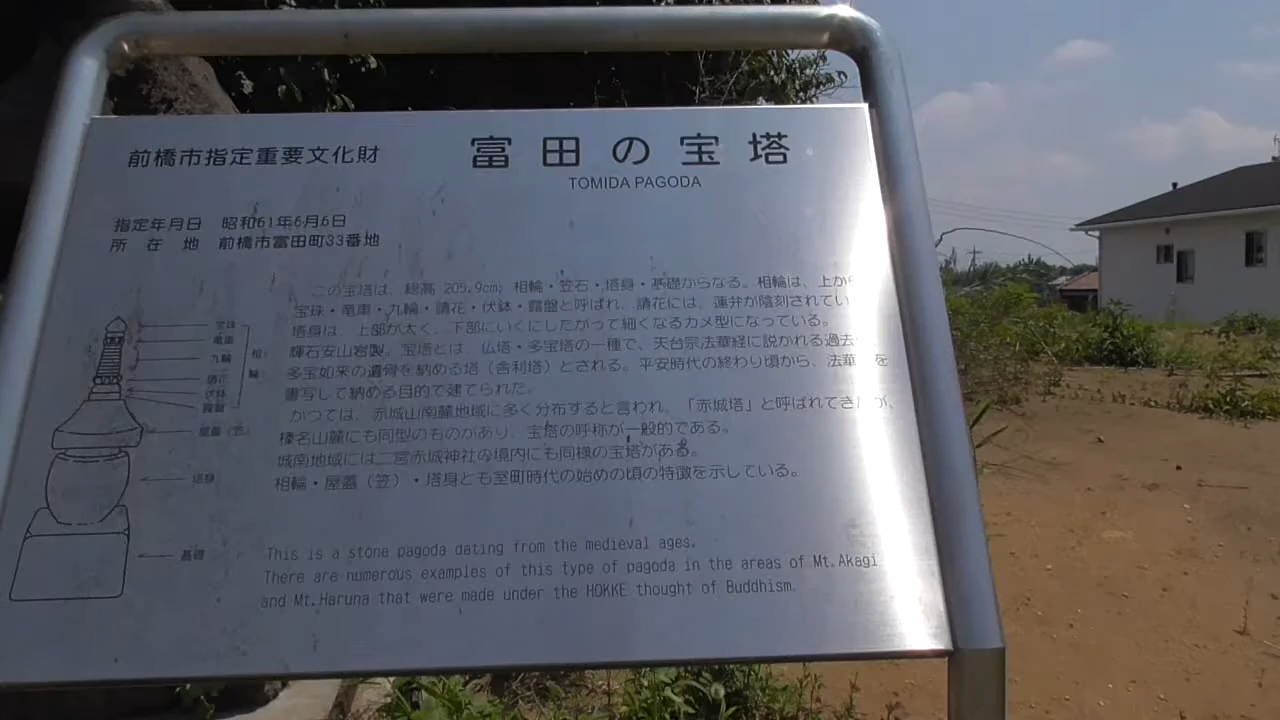 前橋市指定重要文化財
富田の宝塔
TOMIDA PAGODA
指定年月日 昭和61年6月6日
所在地 前橋市富田町33番地
この宝塔は、総高 205.9cm、相輪・笠石・塔身・基礎からなる。相輪は、上から
宝珠・竜車・九輪・請花・伏鉢・露盤と呼ばれ、請花には、蓮弁が陰刻されてい
塔身は、上部が太く、下部にいくにしたがって細くなるカメ型になっている。
輝石安山岩製。宝塔とは、仏塔・多宝塔の一種で、天台宗法華経に説かれる過去
多宝如来の遺骨を納める塔（舎利塔）とされる。平安時代の終わり頃から、法華 を
書写して納める目的で建てられた。
かつては、赤城山南麓地域に多く分布すると言われ、「赤城塔」と呼ばれてきたが、
榛名山麓にも同型のものがあり、宝塔の呼称が一般的である。
城南地域には二宮赤城神社の境内にも同様の宝塔がある。
相輪・屋蓋（笠）・塔身とも室町時代の始めの頃の特徴を示している。
宝珠
竜車
九輪
請花
伏鉢
露盤
相輪
屋蓋（笠）
塔身
基礎
This is a stone pagoda dating from the medieval ages.
There are numerous examples of this type of pagoda in the areas of Mt.Akagi
and Mt.Haruna that were made under the HOKKE thought of Buddhism.